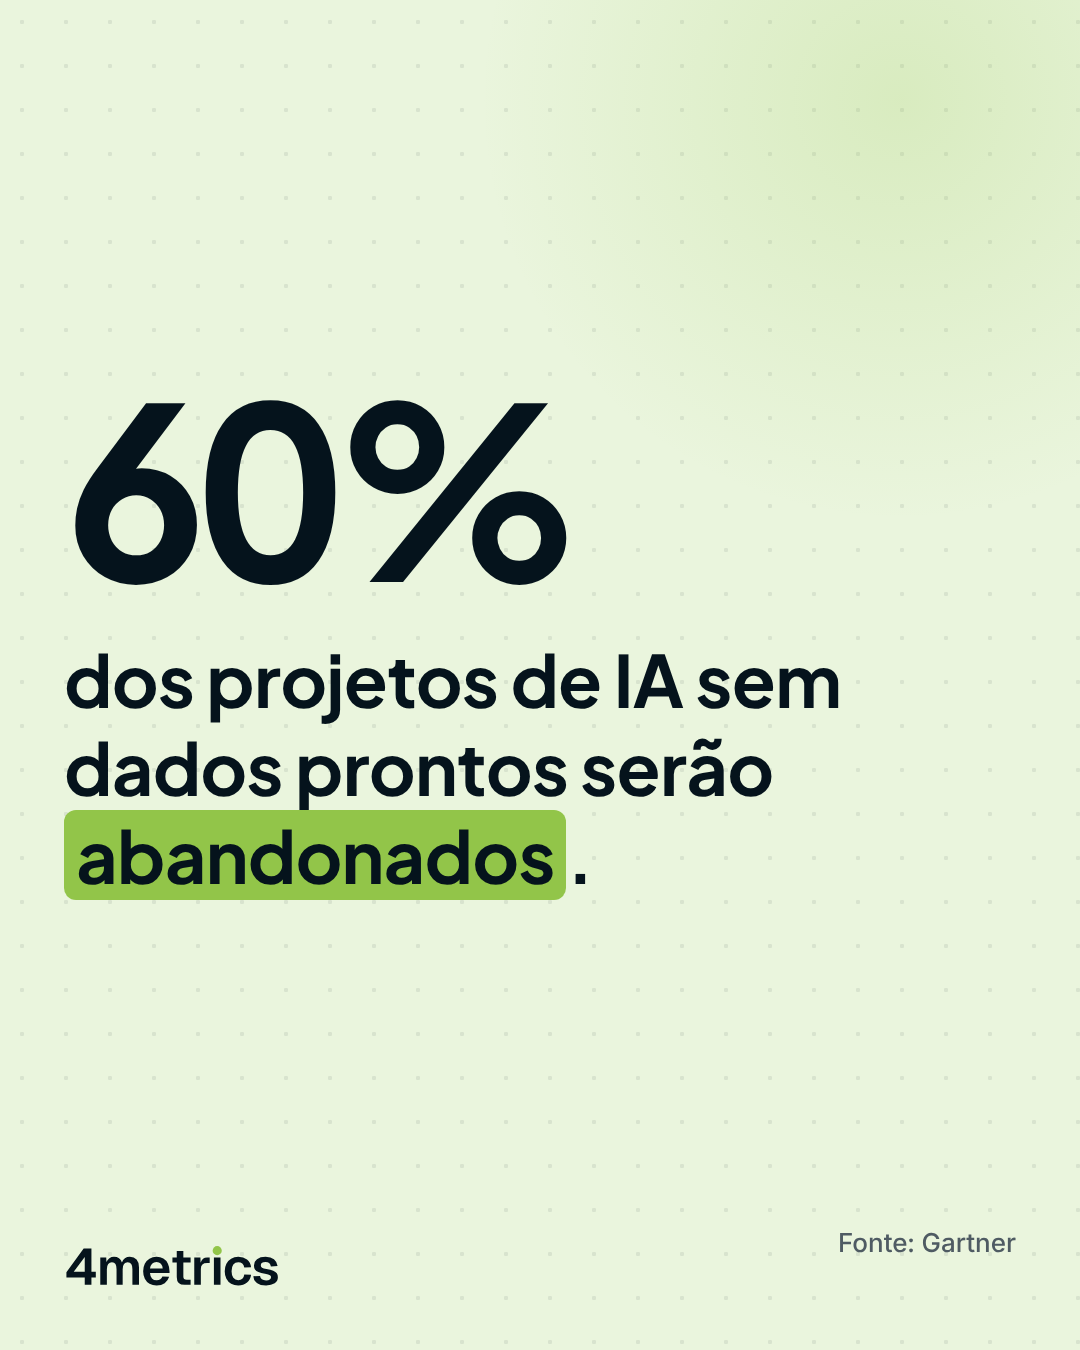 60%
dos projetos de IA sem
dados prontos serão
abandonados.
4metrics
Fonte: Gartner